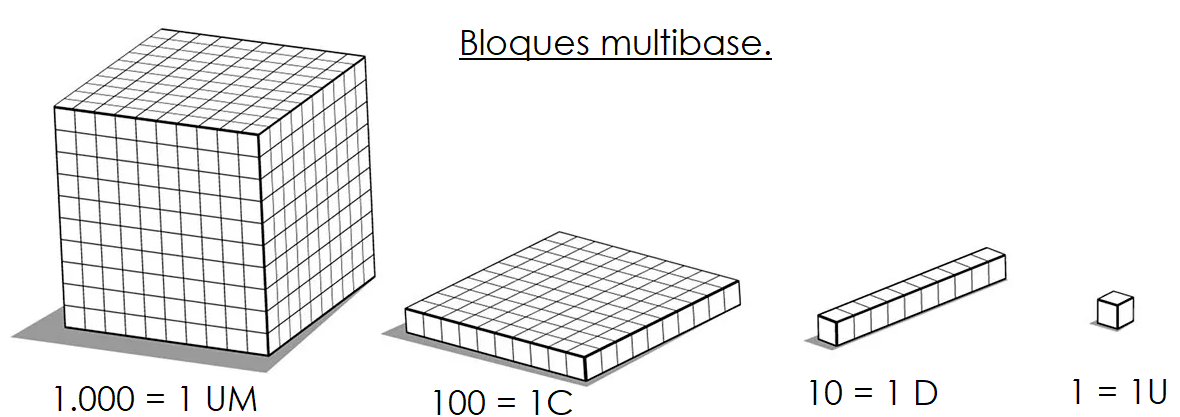 Bloques multibase.
1.000 = 1 UM
100 = 1C
10 = 1 D
1 = 1U